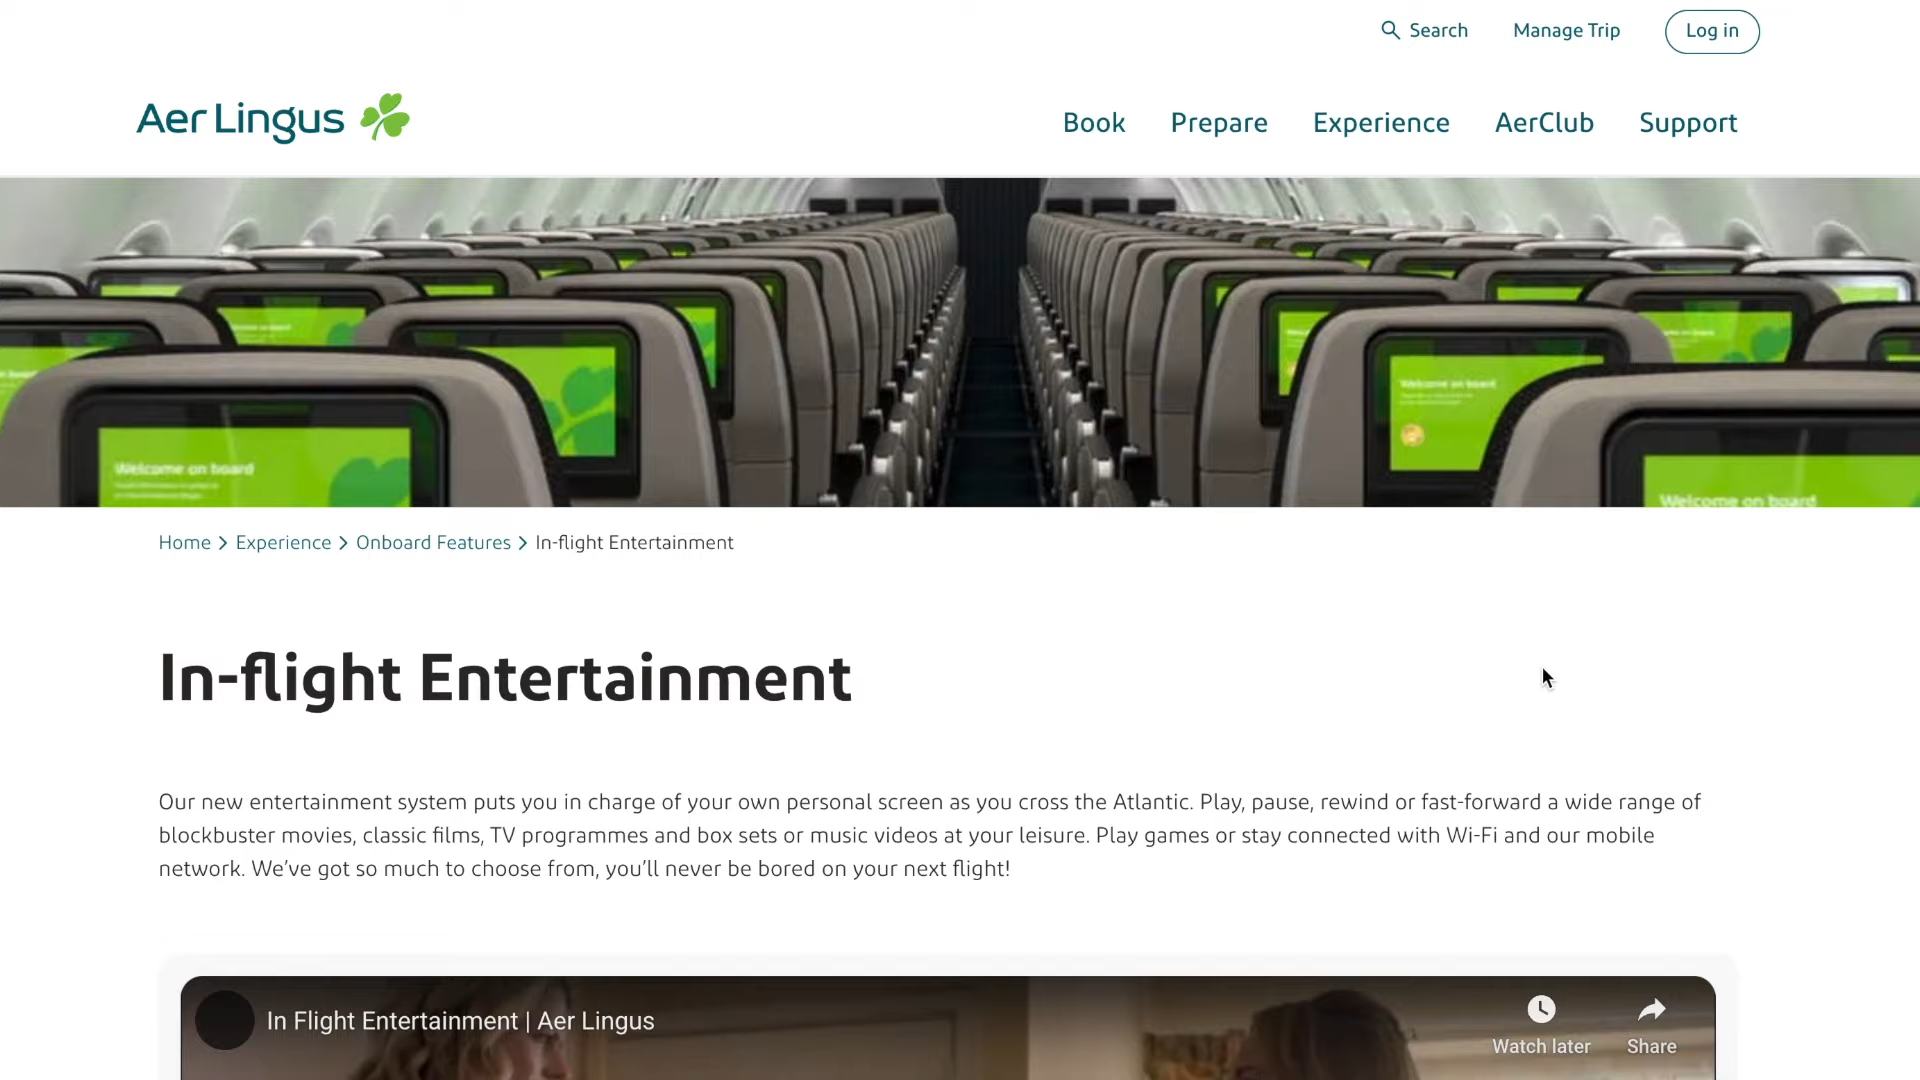 Search Manage Trip Log in
Aer Lingus
Book Prepare Experience AerClub Support
Welcome on board
Welcome on board
Welcome on board
Home > Experience > Onboard Features > In-flight Entertainment
In-flight Entertainment
Our new entertainment system puts you in charge of your own personal screen as you cross the Atlantic. Play, pause, rewind or fast-forward a wide range of
blockbuster movies, classic films, TV programmes and box sets or music videos at your leisure. Play games or stay connected with Wi-Fi and our mobile
network. We’ve got so much to choose from, you’ll never be bored on your next flight!
In Flight Entertainment | Aer Lingus
Watch later Share